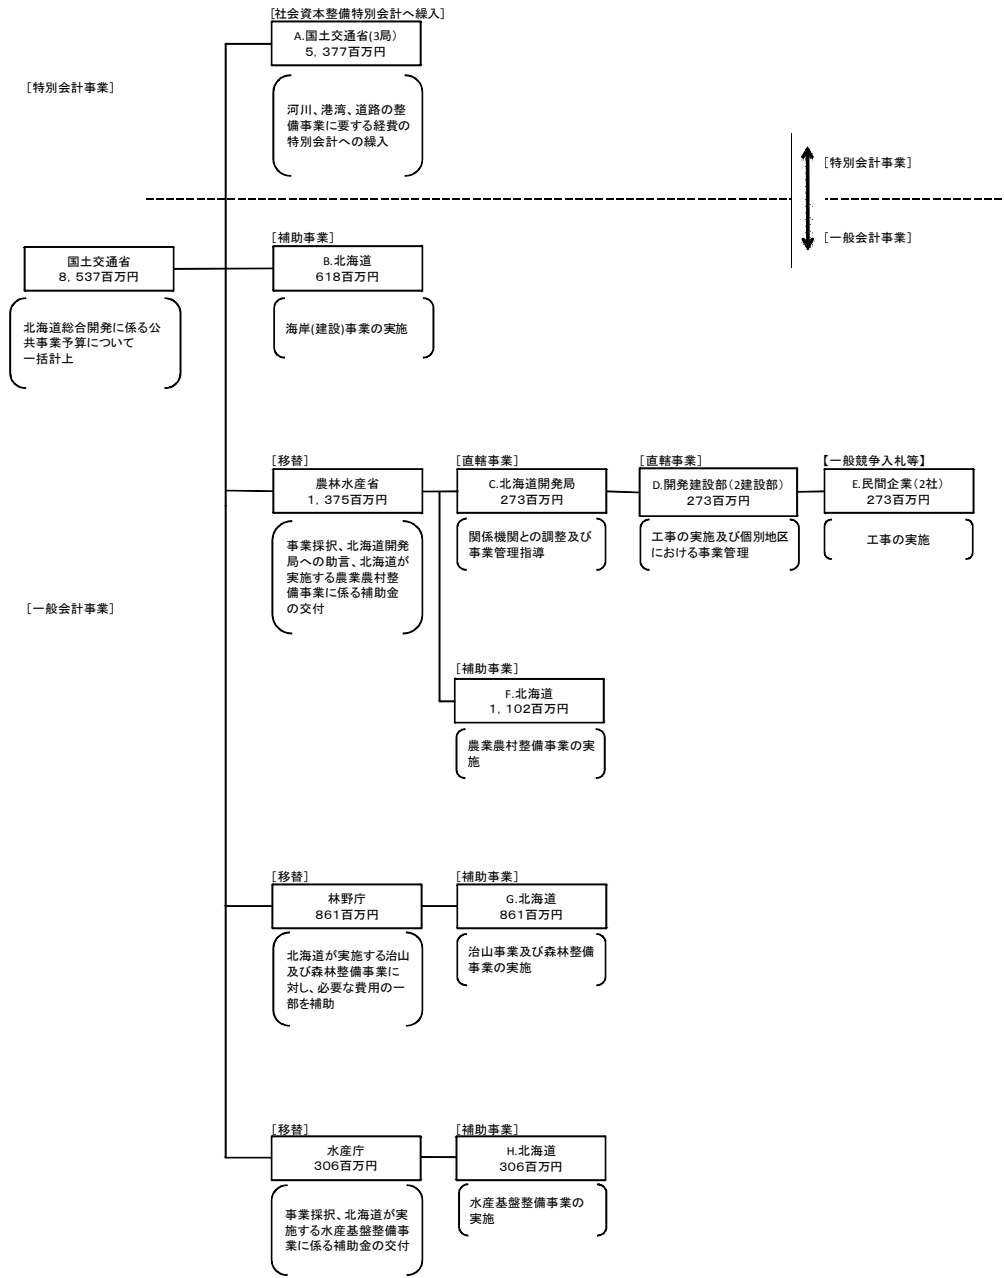 [社会資本整備特別会計へ繰入]
A.国土交通省(3局)
5,377百万円
[特別会計事業]
河川、港湾、道路の整
備事業に要する経費の
特別会計への繰入
[特別会計事業]
[一般会計事業]
[補助事業]
国土交通省
8,537百万円
B.北海道
618百万円
北海道総合開発に係る公
共事業予算について
一括計上
海岸(建設)事業の実施
[移替]
[直轄事業]
[直轄事業]
【一般競争入札等】
農林水産省
1,375百万円
C.北海道開発局
273百万円
D.開発建設部(2建設部)
273百万円
E.民間企業(2社)
273百万円
事業採択、北海道開発
局への助言、北海道が
実施する農業農村整
備事業に係る補助金
の交付
関係機関との調整及び
事業管理指導
工事の実施及び個別地区
における事業管理
工事の実施
[一般会計事業]
[補助事業]
F.北海道
1,102百万円
農業農村整備事業の実
施
[移替]
[補助事業]
林野庁
861百万円
G.北海道
861百万円
北海道が実施する治山
及び森林整備事業に
対し、必要な費用の一
部を補助
治山事業及び森林整備
事業の実施
[移替]
[補助事業]
水産庁
306百万円
H.北海道
306百万円
事業採択、北海道が実
施する水産基盤整備事
業に係る補助金の交付
水産基盤整備事業の
実施